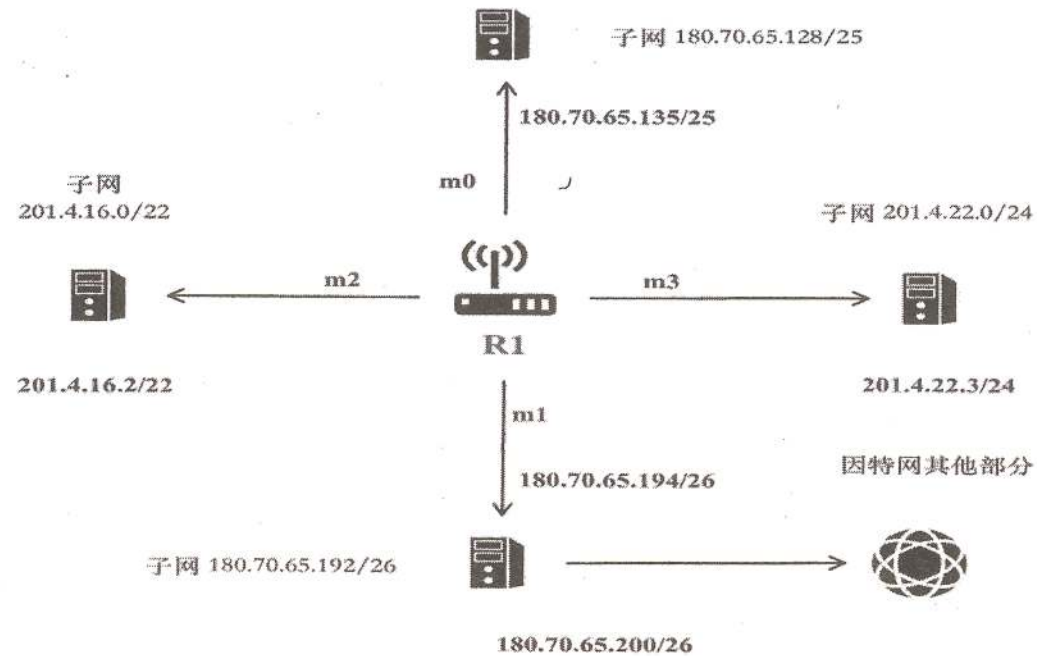 子网 180.70.65.128/25
180.70.65.135/25
m0
子网
201.4.16.0/22
子网 201.4.22.0/24
m2
m3
R1
201.4.16.2/22
201.4.22.3/24
m1
因特网其他部分
180.70.65.194/26
子网 180.70.65.192/26
180.70.65.200/26